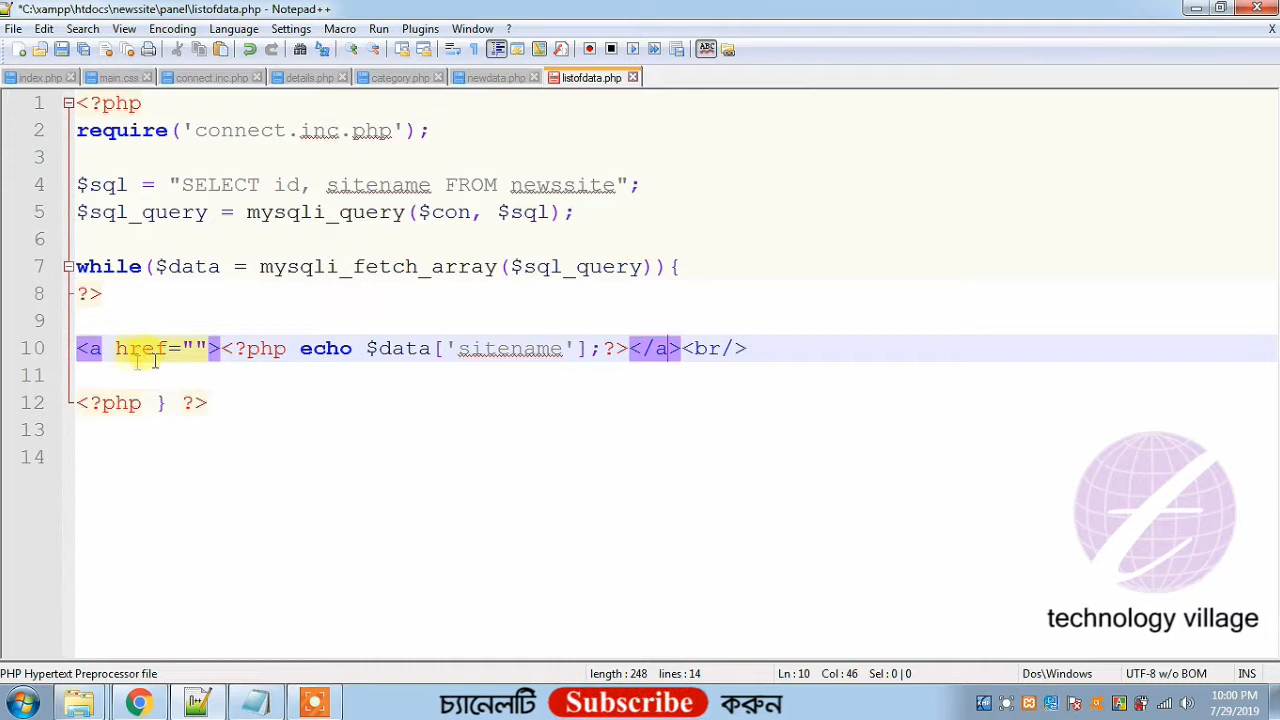 *C:\xampp\htdocs\newssite\panel\listofdata.php - Notepad++
File Edit Search View Encoding Language Settings Macro Run Plugins Window ? X
index.php main.css connect.inc.php details.php category.php newdata.php listofdata.php
1 <?php
2 require('connect.inc.php');
3
4 $sql = "SELECT id, sitename FROM newssite";
5 $sql_query = mysqli_query($con, $sql);
6
7 while($data = mysqli_fetch_array($sql_query)){
8 ?>
9
10 <a href=""><?php echo $data['sitename'];?></a><br/>
11
12 <?php } ?>
13
14
technology village
PHP Hypertext Preprocessor file length : 248 lines : 14 Ln : 10 Col : 46 Sel : 0 | 0 Dos\Windows UTF-8 w/o BOM INS
চ্যানেলটি Subscribe করুন
10:00 PM
7/29/2019